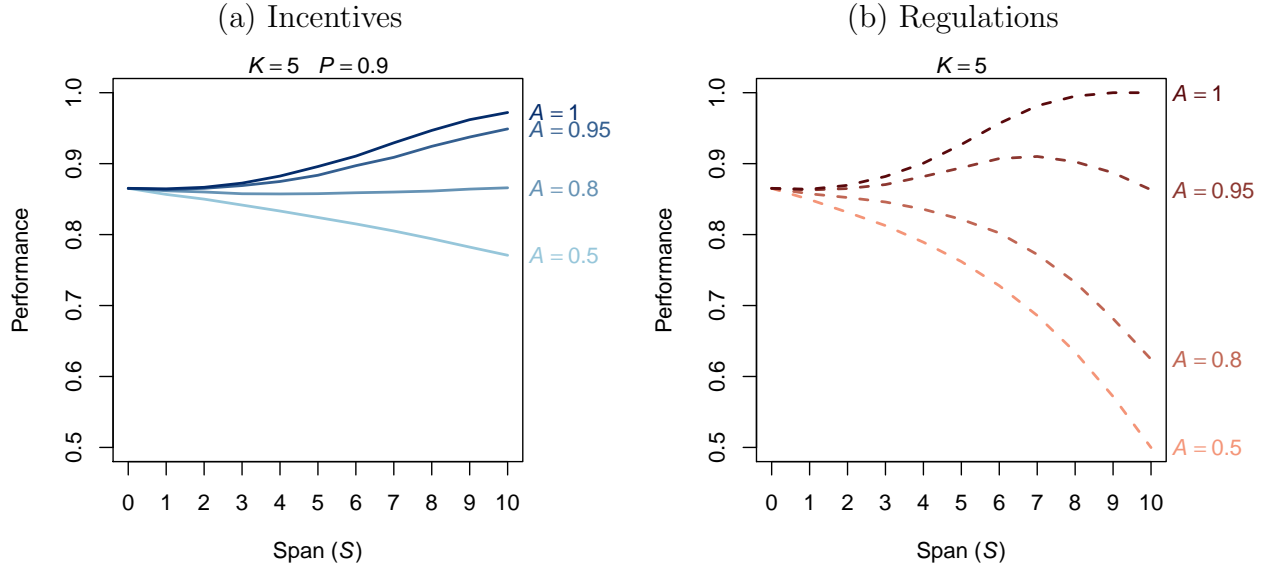 (a) Incentives
K = 5 P = 0.9
Performance
1.0
0.9
0.8
0.7
0.6
0.5
A = 1
A = 0.95
A = 0.8
A = 0.5
0 1 2 3 4 5 6 7 8 9 10
Span (S)
(b) Regulations
K = 5
Performance
1.0
0.9
0.8
0.7
0.6
0.5
A = 1
A = 0.95
A = 0.8
A = 0.5
0 1 2 3 4 5 6 7 8 9 10
Span (S)